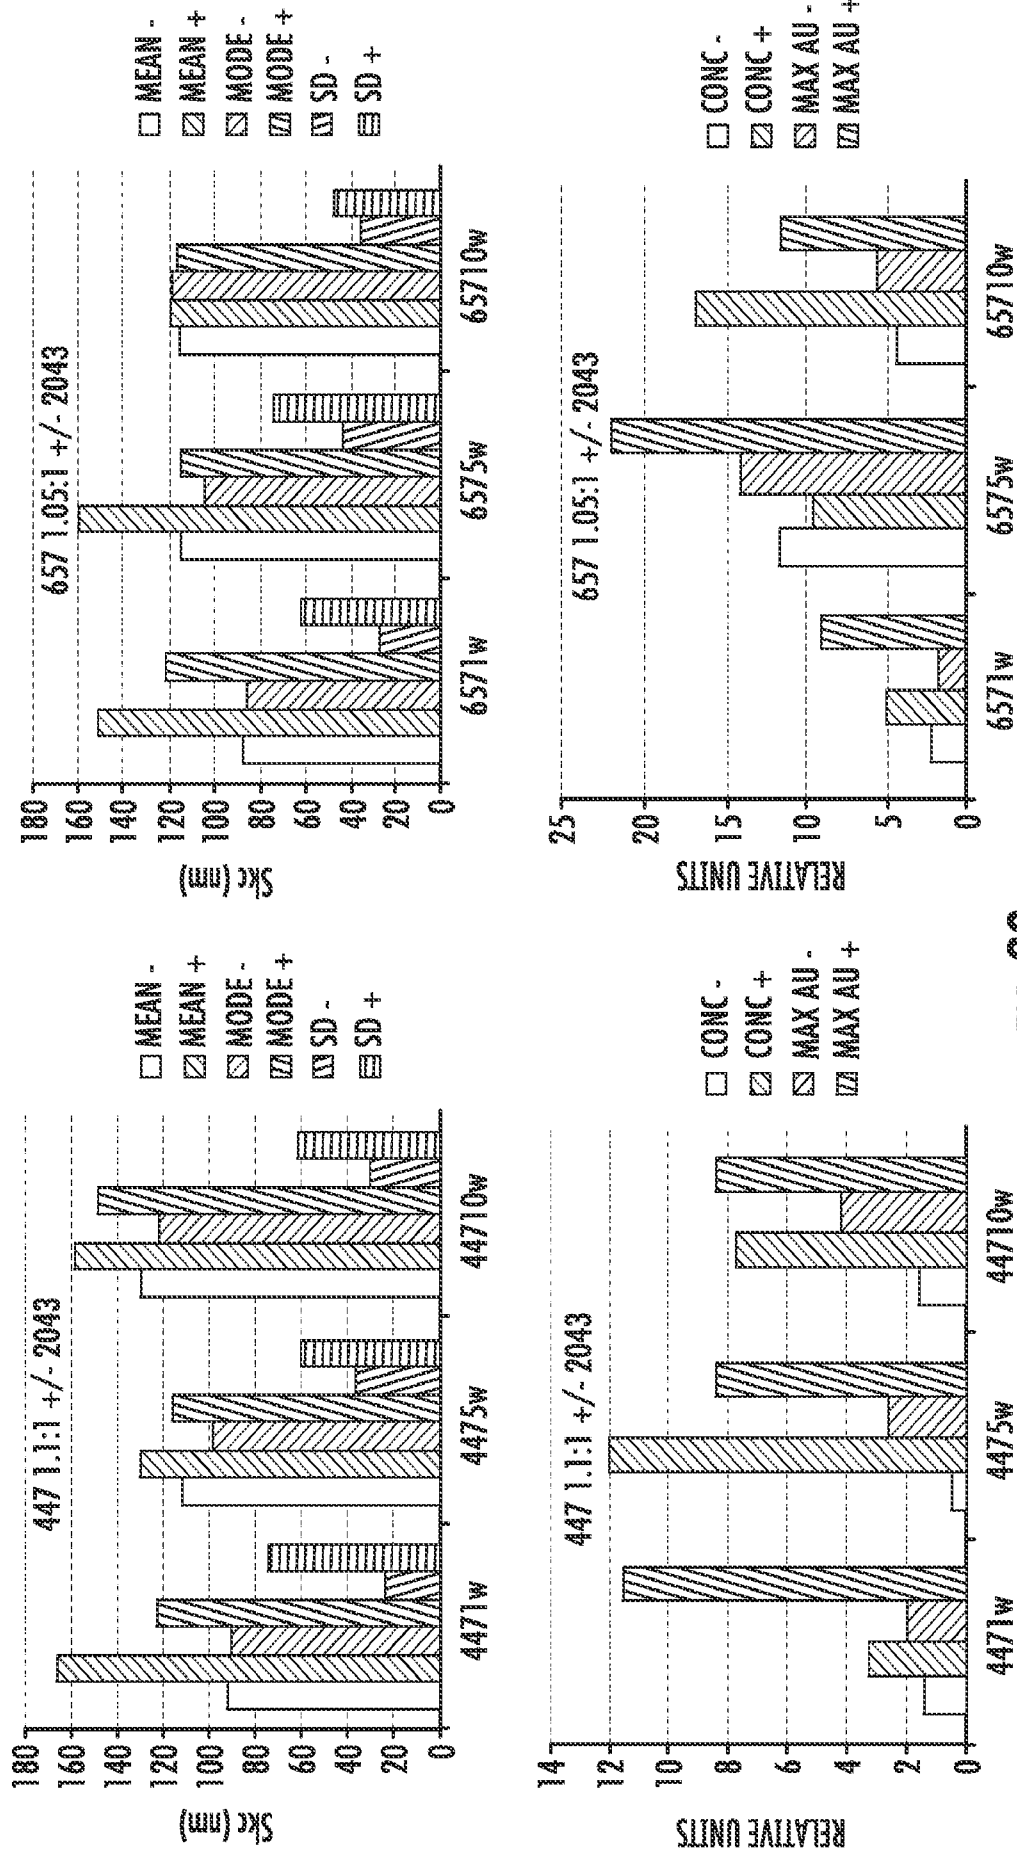 447 1.1:1 +/- 2043
180
160
140
120
100
80
60
40
20
0
4471w
4475w
44710w
MEAN -
MEAN +
MODE -
MODE +
SD -
SD +
657 1.05:1 +/- 2043
Skc (nm)
180
160
140
120
100
80
60
40
20
0
6571w
6575w
65710w
MEAN -
MEAN +
MODE -
MODE +
SD -
SD +
Skc (nm)
447 1.1:1 +/- 2043
RELATIVE UNITS
14
12
10
8
6
4
2
0
4471w
4475w
44710w
CONC -
CONC +
MAX AU -
MAX AU +
657 1.05:1 +/- 2043
RELATIVE UNITS
25
20
15
10
5
0
6571w
6575w
65710w
CONC -
CONC +
MAX AU -
MAX AU +